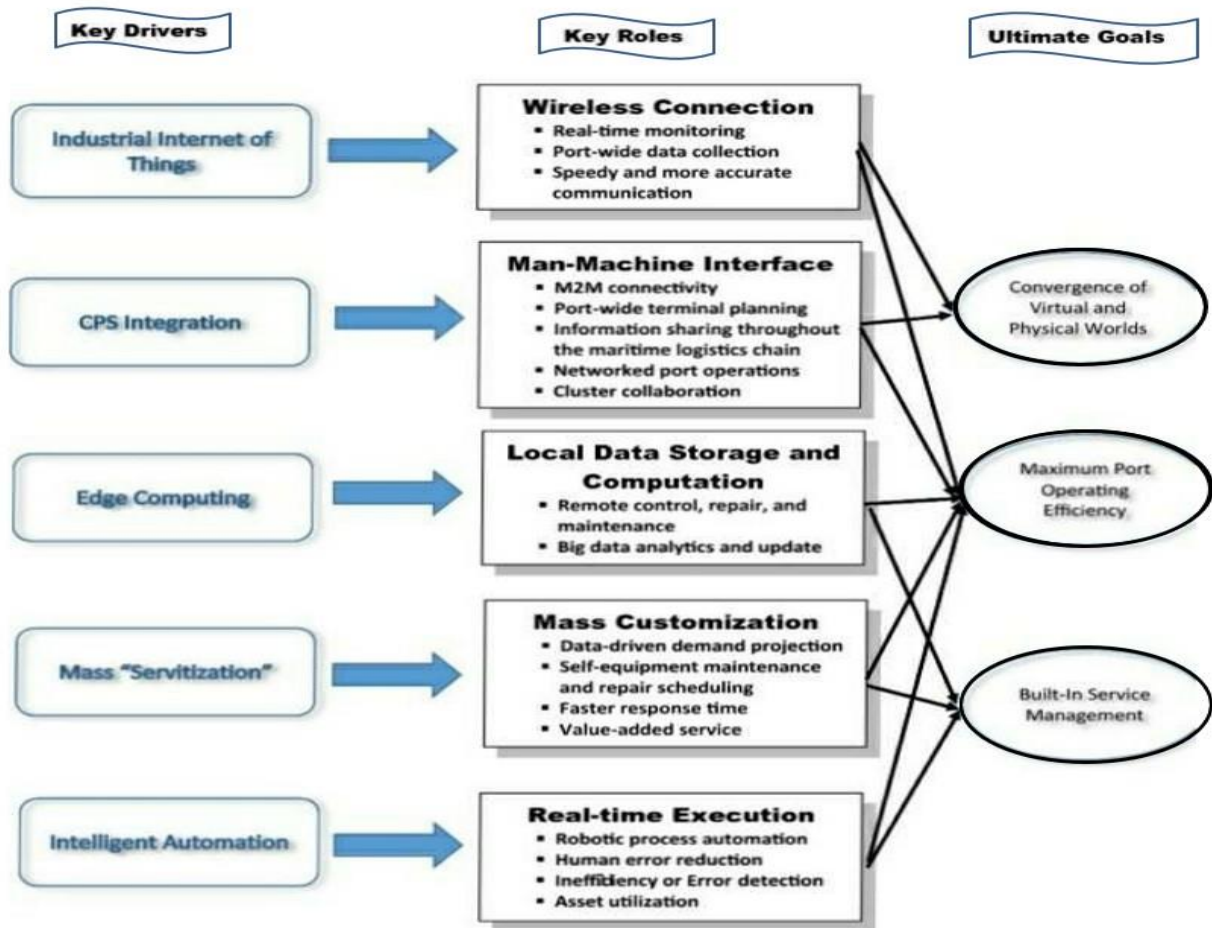 Key Drivers
Key Roles
Ultimate Goals
Industrial Internet of
Things
Wireless Connection
▪ Real-time monitoring
▪ Port-wide data collection
▪ Speedy and more accurate
communication
CPS Integration
Man-Machine Interface
▪ M2M connectivity
▪ Port-wide terminal planning
▪ Information sharing throughout
the maritime logistics chain
▪ Networked port operations
▪ Cluster collaboration
Convergence of
Virtual and
Physical Worlds
Edge Computing
Local Data Storage and
Computation
▪ Remote control, repair, and
maintenance
▪ Big data analytics and update
Maximum Port
Operating
Efficiency
Mass "Servitization"
Mass Customization
▪ Data-driven demand projection
▪ Self-equipment maintenance
and repair scheduling
▪ Faster response time
▪ Value-added service
Built-In Service
Management
Intelligent Automation
Real-time Execution
▪ Robotic process automation
▪ Human error reduction
▪ Inefficiency or Error detection
▪ Asset utilization